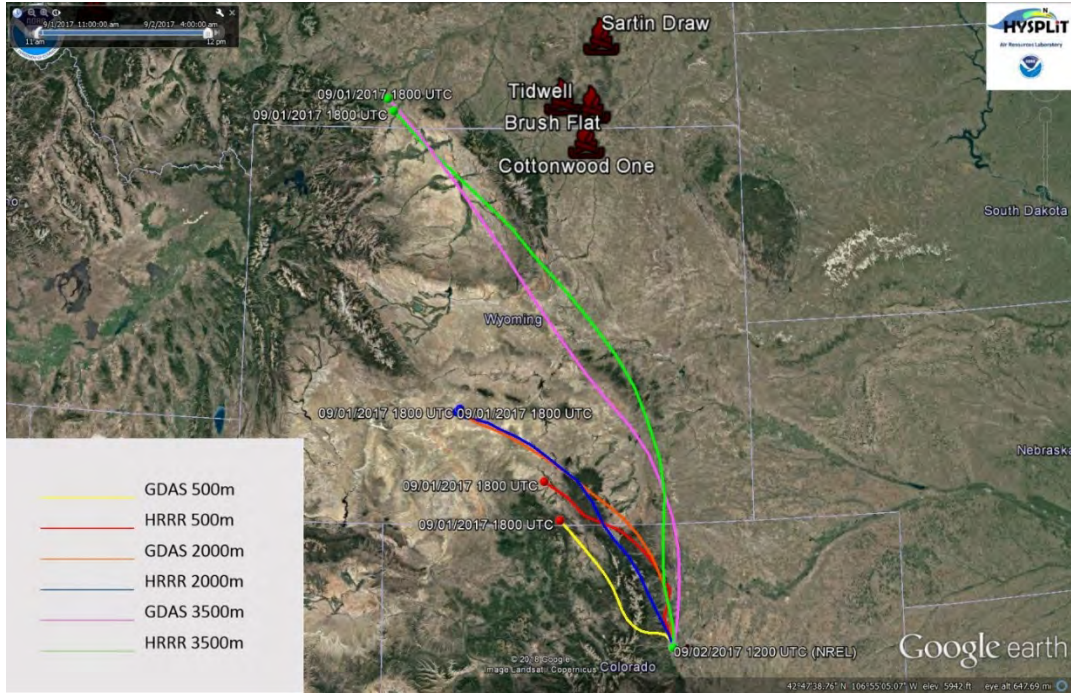 9/1/2017 11:00:00 am 9/2/2017 4:00:00 am
11 am 12 pm
Sartin Draw
HYSPLiT
Air Resources Laboratory
Tidwell
09/01/2017 1800 UTC
09/01/2017 1800 UTC
Brush Flat
Cottonwood One
South Dakota
Wyoming
09/01/2017 1800 UTC 09/01/2017 1800 UTC
Nebraska
09/01/2017 1800 UTC
09/01/2017 1800 UTC
GDAS 500m
HRRR 500m
GDAS 2000m
HRRR 2000m
GDAS 3500m
HRRR 3500m
09/02/2017 1200 UTC (NREL)
Colorado
© 2018 Google
Image Landsat / Copernicus
Google earth
42°47'38.76" N 106°55'05.07" W elev 5942 ft eye alt 647.69 mi